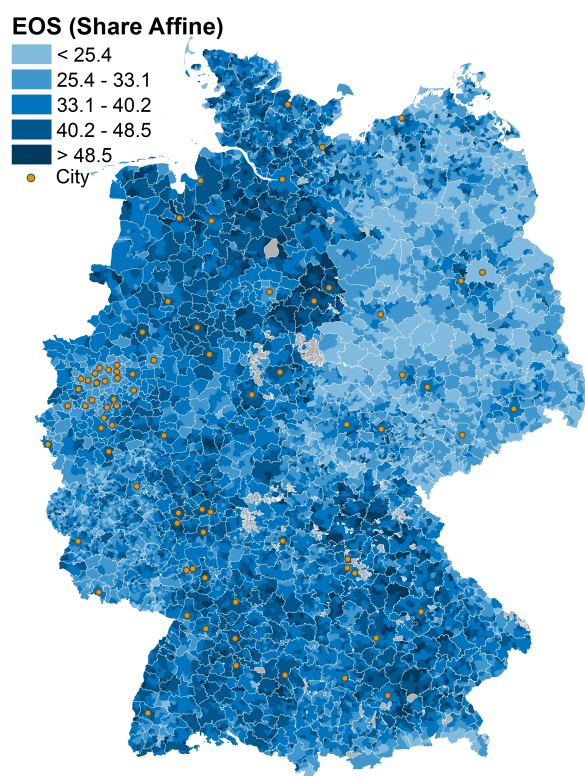 EOS (Share Affine)
< 25.4
25.4 - 33.1
33.1 - 40.2
40.2 - 48.5
> 48.5
City